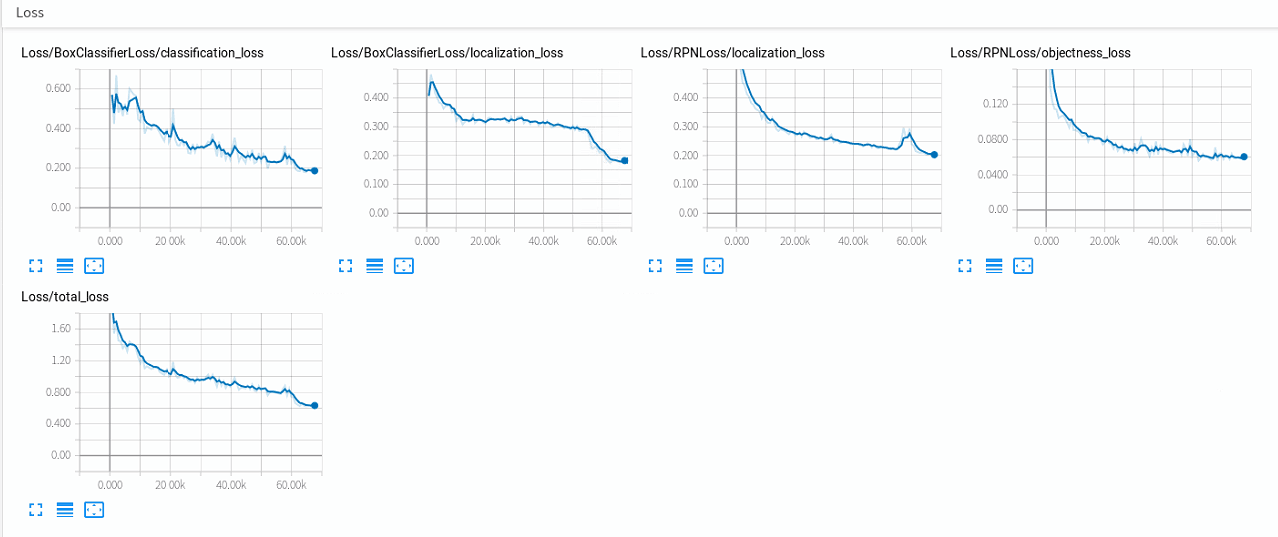 Loss
Loss/BoxClassifierLoss/classification_loss
Loss/BoxClassifierLoss/localization_loss
Loss/RPNLoss/localization_loss
Loss/RPNLoss/objectness_loss
0.600
0.400
0.200
0.00
0.000 20.00k 40.00k 60.00k
0.400
0.300
0.200
0.100
0.00
0.000 20.00k 40.00k 60.00k
0.400
0.300
0.200
0.100
0.00
0.000 20.00k 40.00k 60.00k
0.120
0.0800
0.0400
0.00
0.000 20.00k 40.00k 60.00k
Loss/total_loss
1.60
1.20
0.800
0.400
0.00
0.000 20.00k 40.00k 60.00k